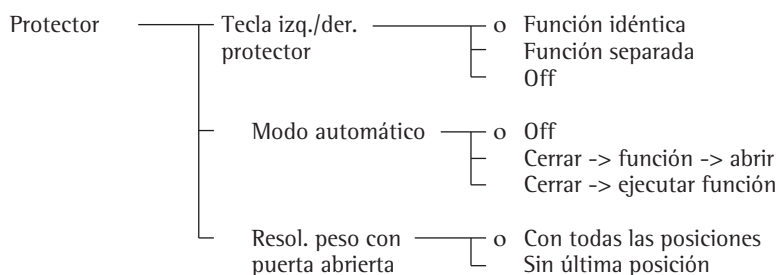 Protector
Tecla izq./der.
protector
o Función idéntica
Función separada
Off
Modo automático
o Off
Cerrar -> función -> abrir
Cerrar -> ejecutar función
Resol. peso con
puerta abierta
o Con todas las posiciones
Sin última posición